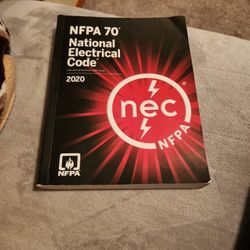 NFPA 70®
National
Electrical
Code®
2020
nec®
NFPA
NFPA